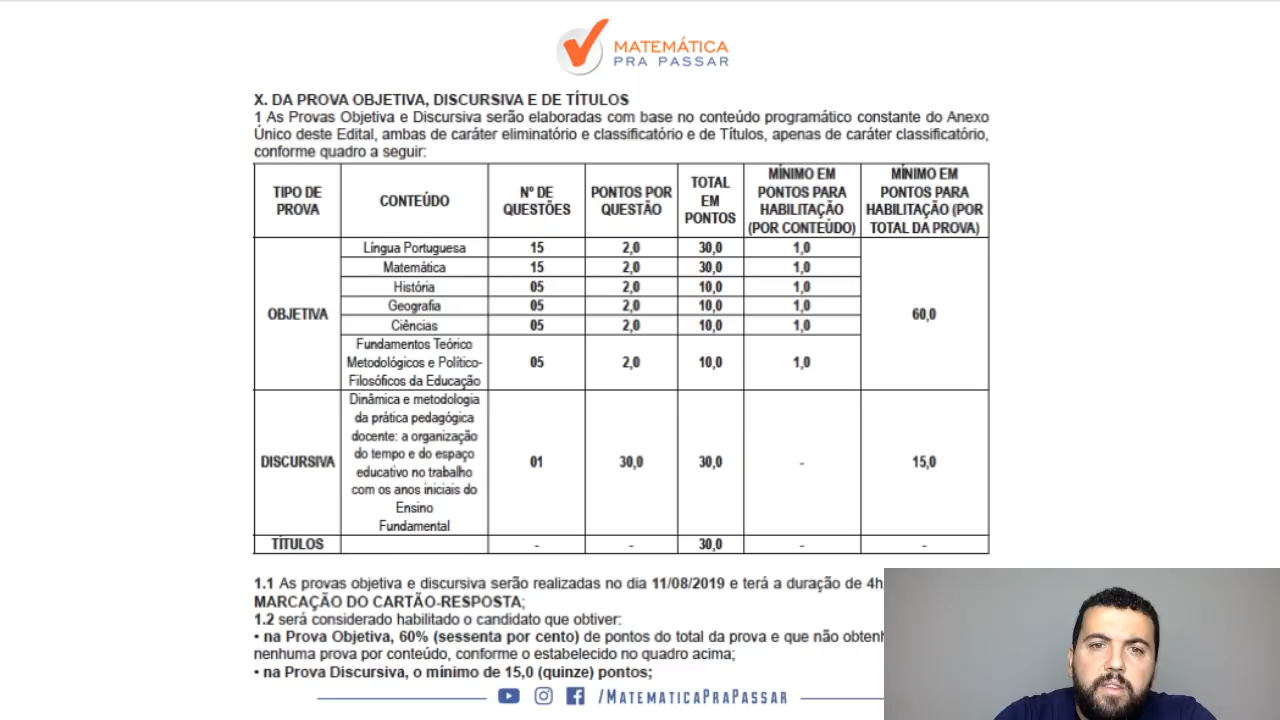 MATEMÁTICA
PRA PASSAR
X. DA PROVA OBJETIVA, DISCURSIVA E DE TÍTULOS
1 As Provas Objetiva e Discursiva serão elaboradas com base no conteúdo programático constante do Anexo
Único deste Edital, ambas de caráter eliminatório e classificatório e de Títulos, apenas de caráter classificatório,
conforme quadro a seguir:
TIPO DE
PROVA
CONTEÚDO
Nº DE
QUESTÕES
PONTOS POR
QUESTÃO
TOTAL
EM
PONTOS
MÍNIMO EM
PONTOS PARA
HABILITAÇÃO
(POR CONTEÚDO)
MÍNIMO EM
PONTOS PARA
HABILITAÇÃO (POR
TOTAL DA PROVA)
OBJETIVA
Língua Portuguesa 15 2,0 30,0 1,0
Matemática 15 2,0 30,0 1,0
História 05 2,0 10,0 1,0
Geografia 05 2,0 10,0 1,0
Ciências 05 2,0 10,0 1,0
Fundamentos Teórico
Metodológicos e Político-
Filosóficos da Educação
05 2,0 10,0 1,0
60,0
DISCURSIVA
Dinâmica e metodologia
da prática pedagógica
docente: a organização
do tempo e do espaço
educativo no trabalho
com os anos iniciais do
Ensino
Fundamental
01 30,0 30,0 - 15,0
TÍTULOS - - 30,0 - -
1.1 As provas objetiva e discursiva serão realizadas no dia 11/08/2019 e terá a duração de 4h
MARCAÇÃO DO CARTÃO-RESPOSTA;
1.2 será considerado habilitado o candidato que obtiver:
• na Prova Objetiva, 60% (sessenta por cento) de pontos do total da prova e que não obtenh
nenhuma prova por conteúdo, conforme o estabelecido no quadro acima;
• na Prova Discursiva, o mínimo de 15,0 (quinze) pontos;
/MATEMATICAPRAPASSAR